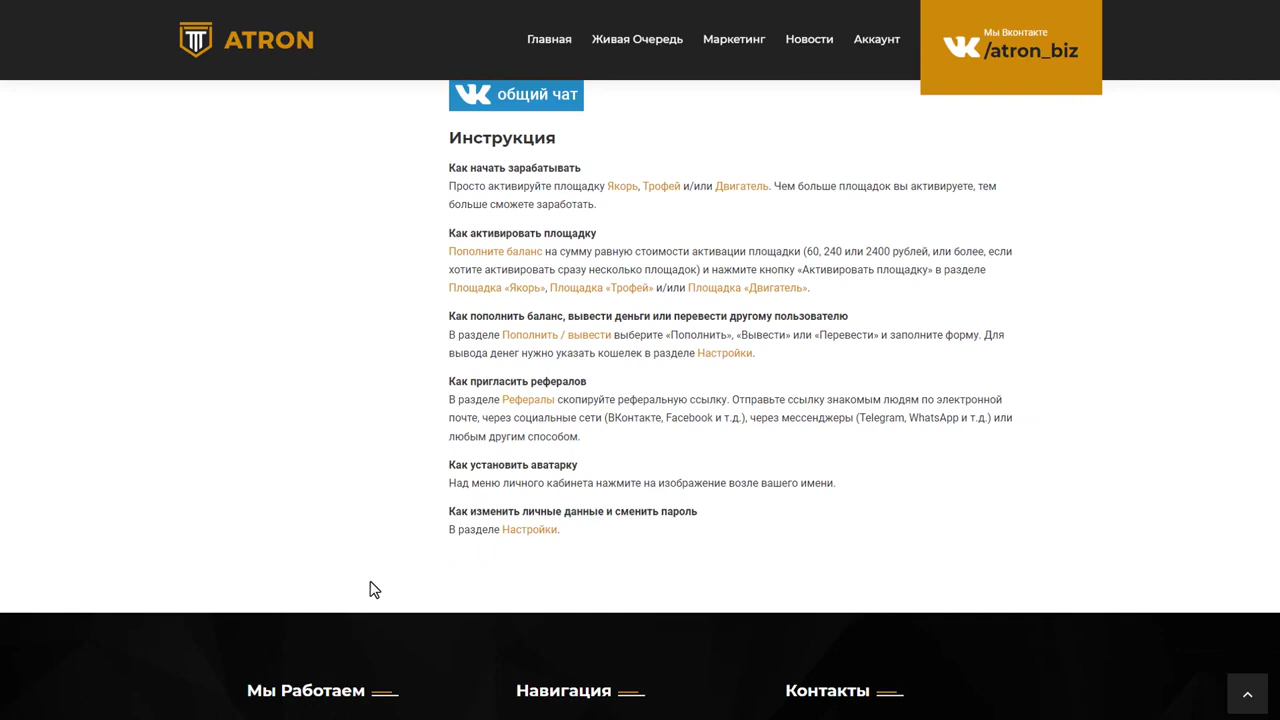 ATRON
Главная
Живая Очередь
Маркетинг
Новости
Аккаунт
Мы Вконтакте
/atron_biz
общий чат
Инструкция
Как начать зарабатывать
Просто активируйте площадку Якорь, Трофей и/или Двигатель. Чем больше площадок вы активируете, тем
больше сможете заработать.
Как активировать площадку
Пополните баланс на сумму равную стоимости активации площадки (60, 240 или 2400 рублей, или более, если
хотите активировать сразу несколько площадок) и нажмите кнопку «Активировать площадку» в разделе
Площадка «Якорь», Площадка «Трофей» и/или Площадка «Двигатель».
Как пополнить баланс, вывести деньги или перевести другому пользователю
В разделе Пополнить / вывести выберите «Пополнить», «Вывести» или «Перевести» и заполните форму. Для
вывода денег нужно указать кошелек в разделе Настройки.
Как пригласить рефералов
В разделе Рефералы скопируйте реферальную ссылку. Отправьте ссылку знакомым людям по электронной
почте, через социальные сети (ВКонтакте, Facebook и т.д.), через мессенджеры (Telegram, WhatsApp и т.д.) или
любым другим способом.
Как установить аватарку
Над меню личного кабинета нажмите на изображение возле вашего имени.
Как изменить личные данные и сменить пароль
В разделе Настройки.
Мы Работаем
Навигация
Контакты